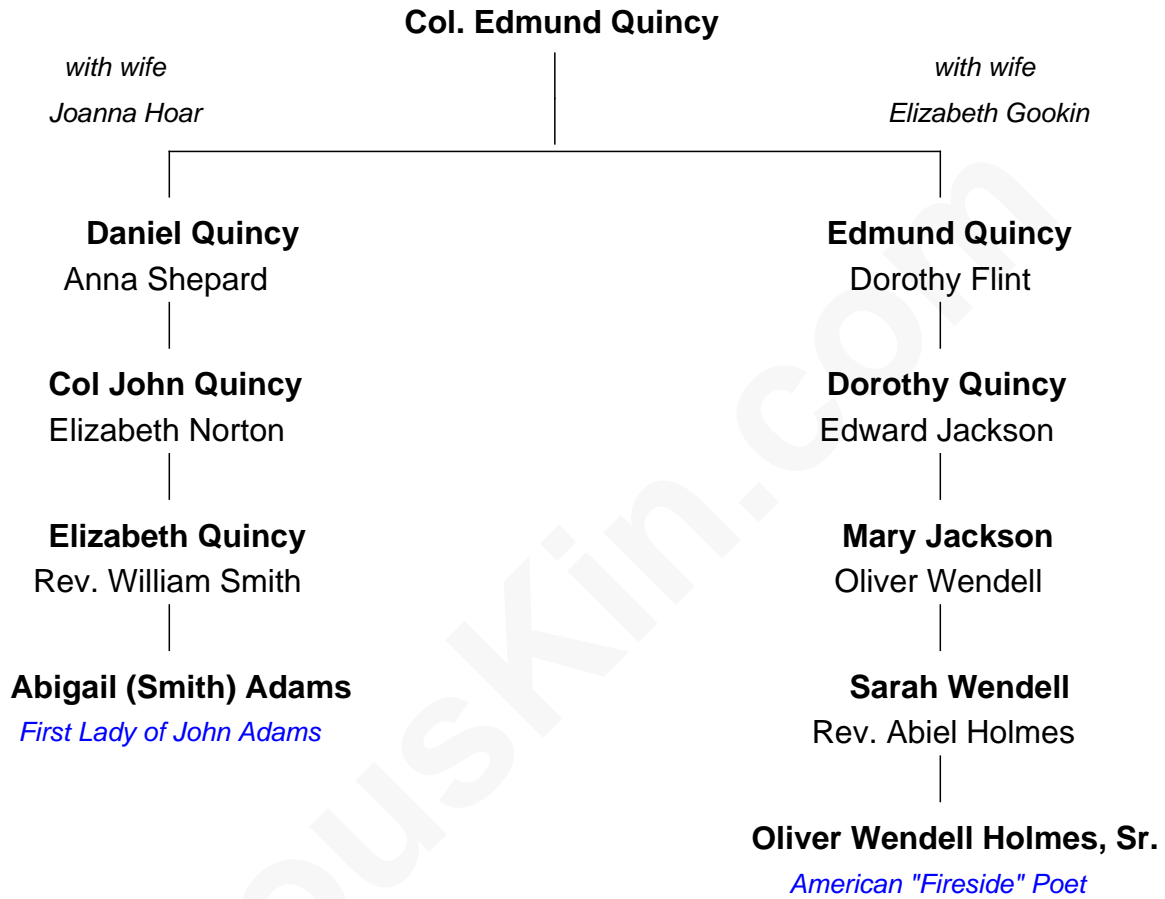 Col. Edmund Quincy
with wife
Joanna Hoar
with wife
Elizabeth Gookin
Daniel Quincy
Anna Shepard
Edmund Quincy
Dorothy Flint
Col John Quincy
Elizabeth Norton
Dorothy Quincy
Edward Jackson
Elizabeth Quincy
Rev. William Smith
Mary Jackson
Oliver Wendell
Abigail (Smith) Adams
First Lady of John Adams
Sarah Wendell
Rev. Abiel Holmes
Oliver Wendell Holmes, Sr.
American "Fireside" Poet
ousKin.com